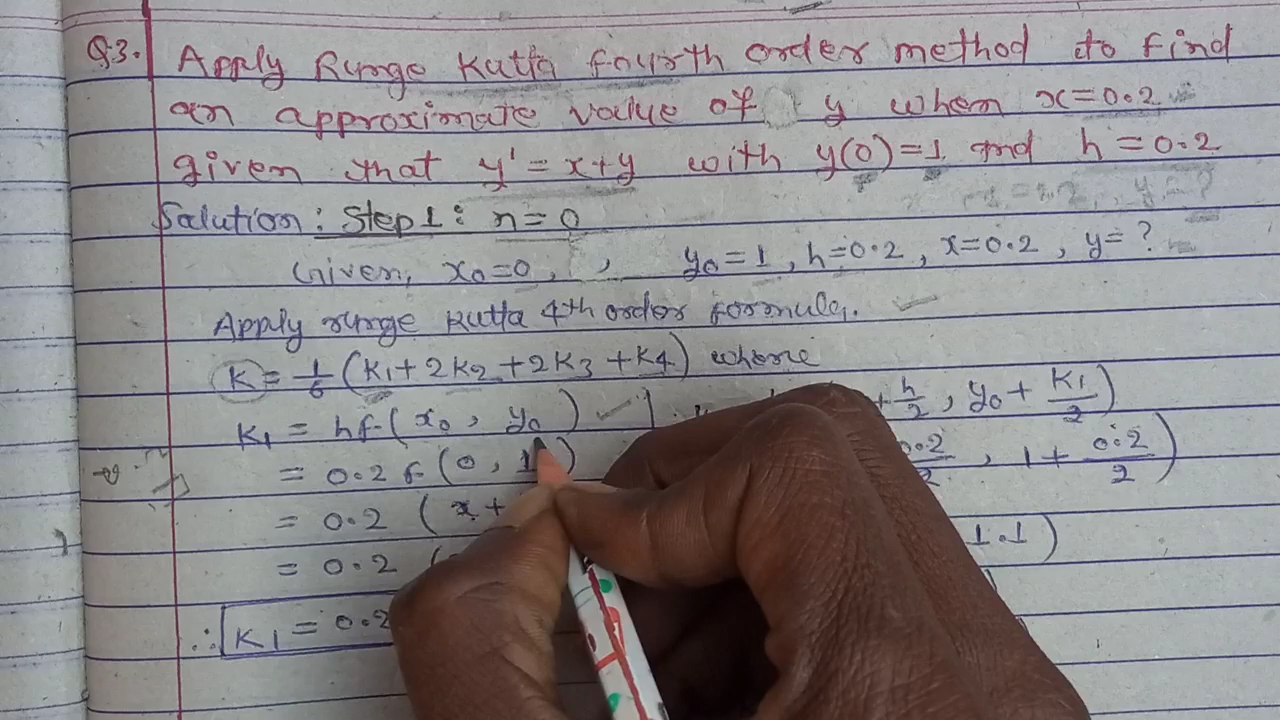 Q.3. Apply Runge Kutta fourth order method to find
an approximate value of y when x=0.2
given that y' = x+y with y(0)=1 and h=0.2
Solution: Step 1: n=0
Given, x₀=0, , y₀=1, h=0.2, x=0.2, y=?
Apply runge Kutta 4th order formula.
K = 1/6 (K₁+2K₂+2K₃+K₄) where
K₁ = hf(x₀, y₀) + h/2, y₀ + K₁/2)
= 0.2 f(0, 1) 0.2/2, 1 + 0.2/2)
= 0.2 (x+
= 0.2 ( 1.1)
∴ K₁ = 0.2